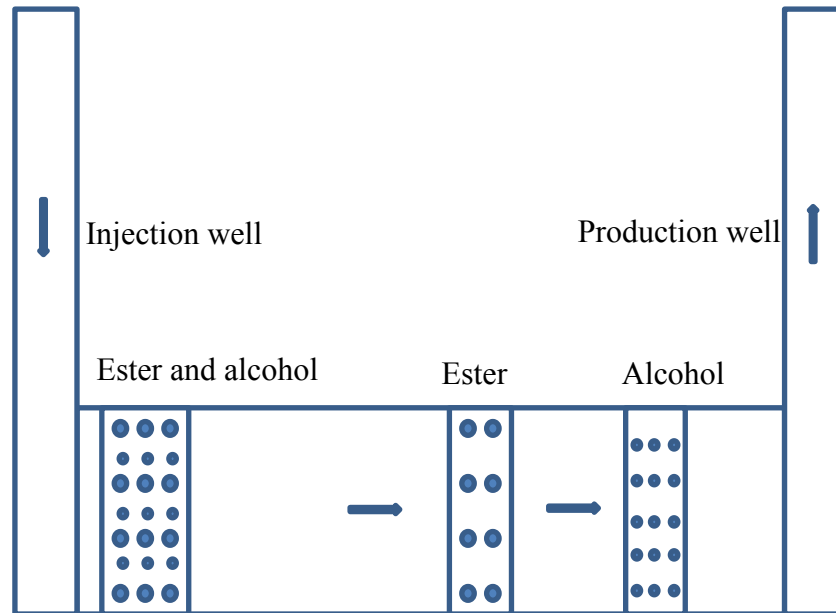 Injection well
Production well
Ester and alcohol
Ester
Alcohol